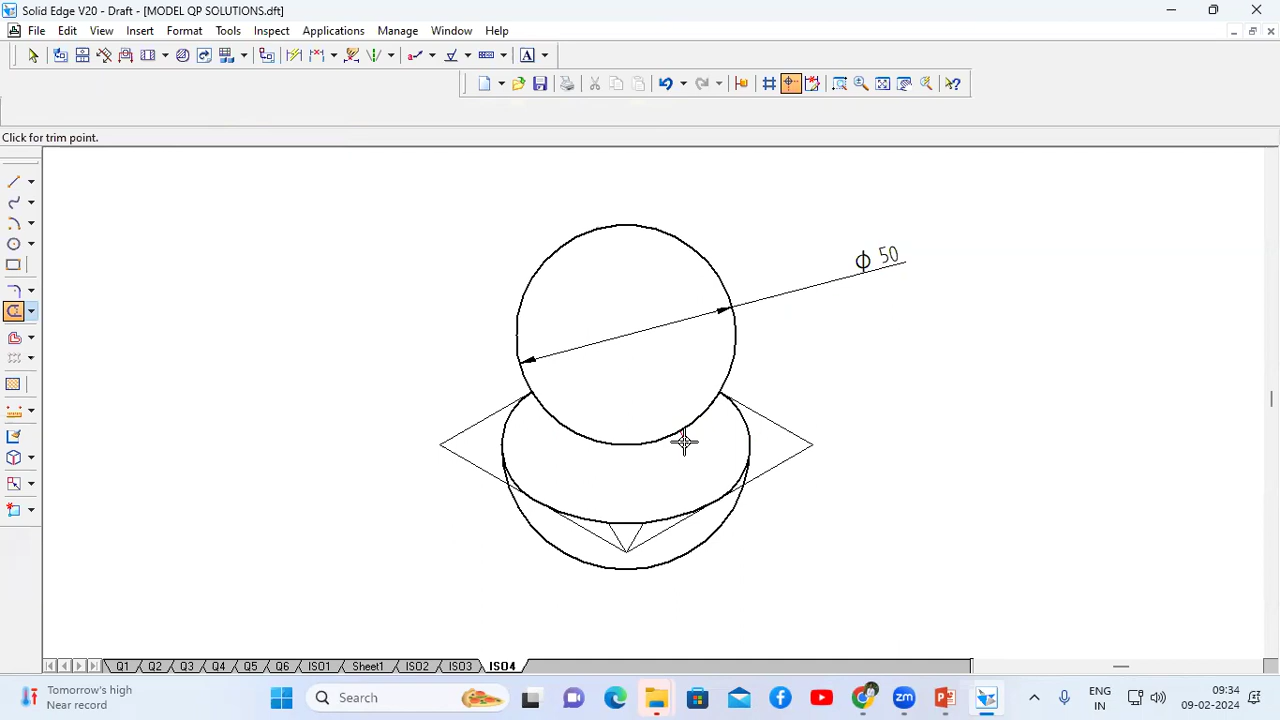 Solid Edge V20 - Draft - [MODEL QP SOLUTIONS.dft]
File Edit View Insert Format Tools Inspect Applications Manage Window Help
Click for trim point.
ϕ 50
Q1 Q2 Q3 Q4 Q5 Q6 ISO1 Sheet1 ISO2 ISO3 ISO4
Tomorrow's high
Near record
Search
ENG
IN
09:34
09-02-2024